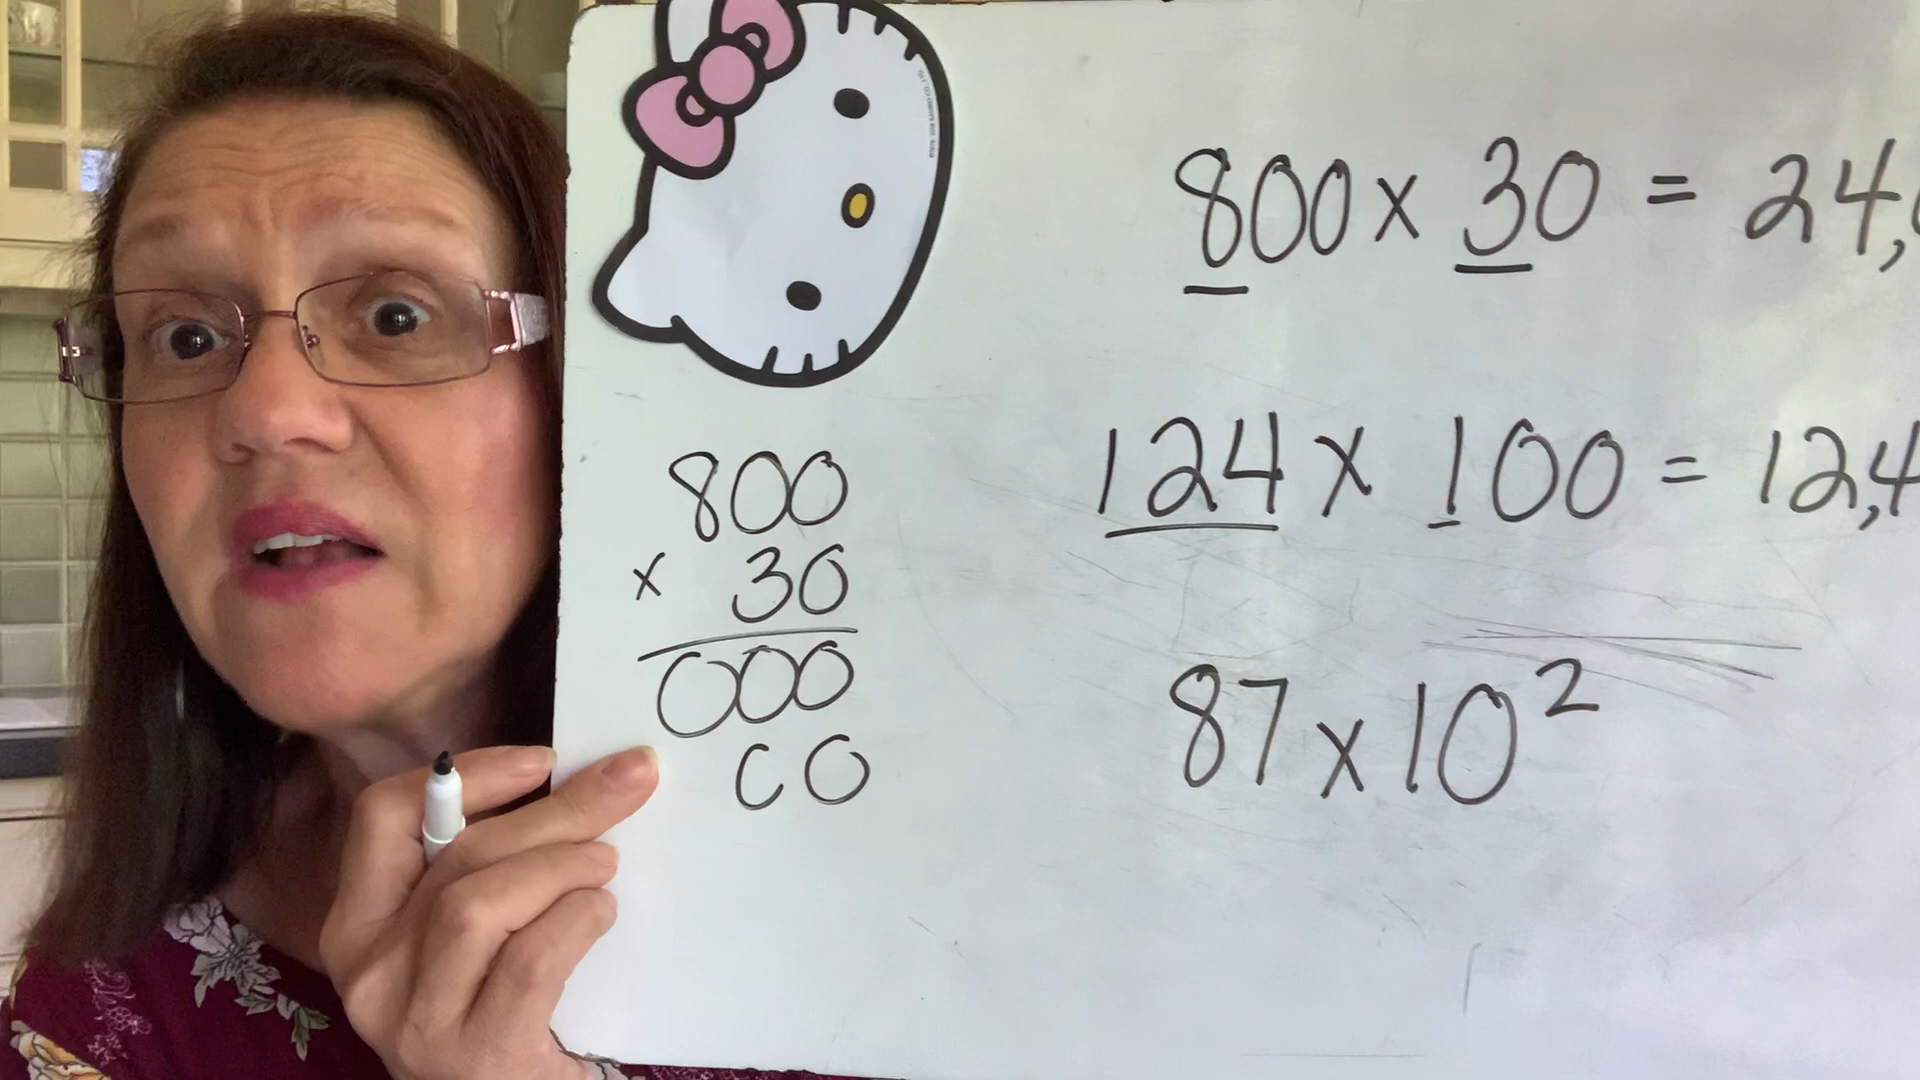 800 x 30 = 24,
124 x 100 = 12,4
87 x 10²
800
x 30
000
00